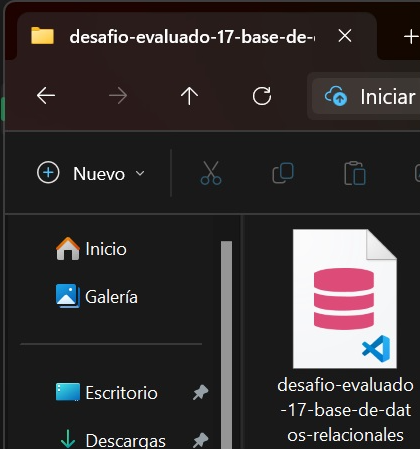 desafio-evaluado-17-base-de-
Iniciar
Nuevo
Inicio
Galería
Escritorio
Descargas
desafio-evaluado
-17-base-de-dat
os-relacionales